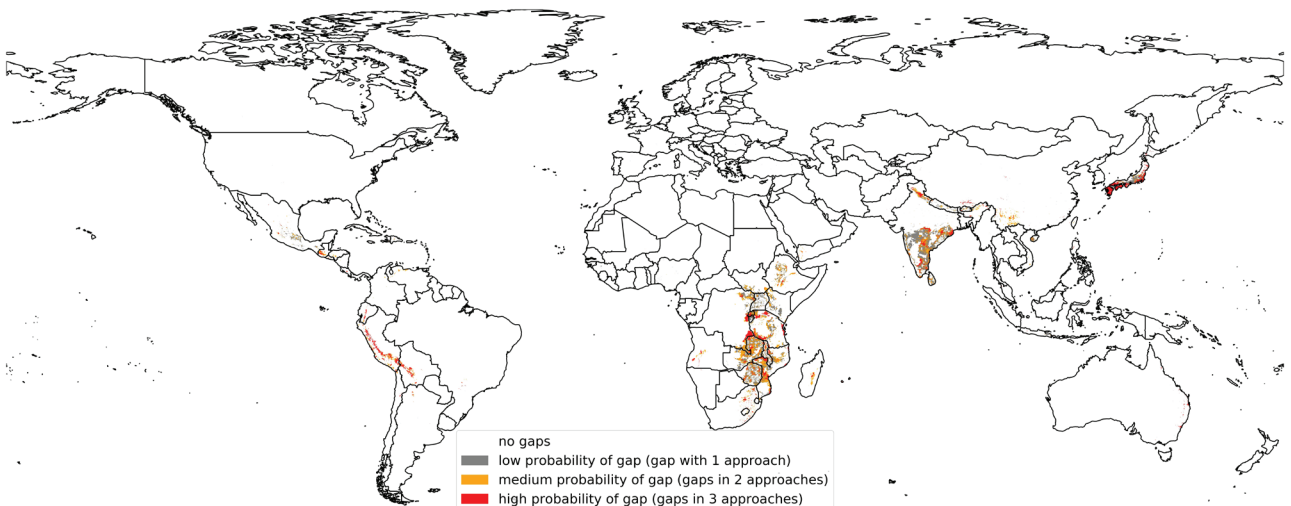 no gaps
low probability of gap (gap with 1 approach)
medium probability of gap (gaps in 2 approaches)
high probability of gap (gaps in 3 approaches)